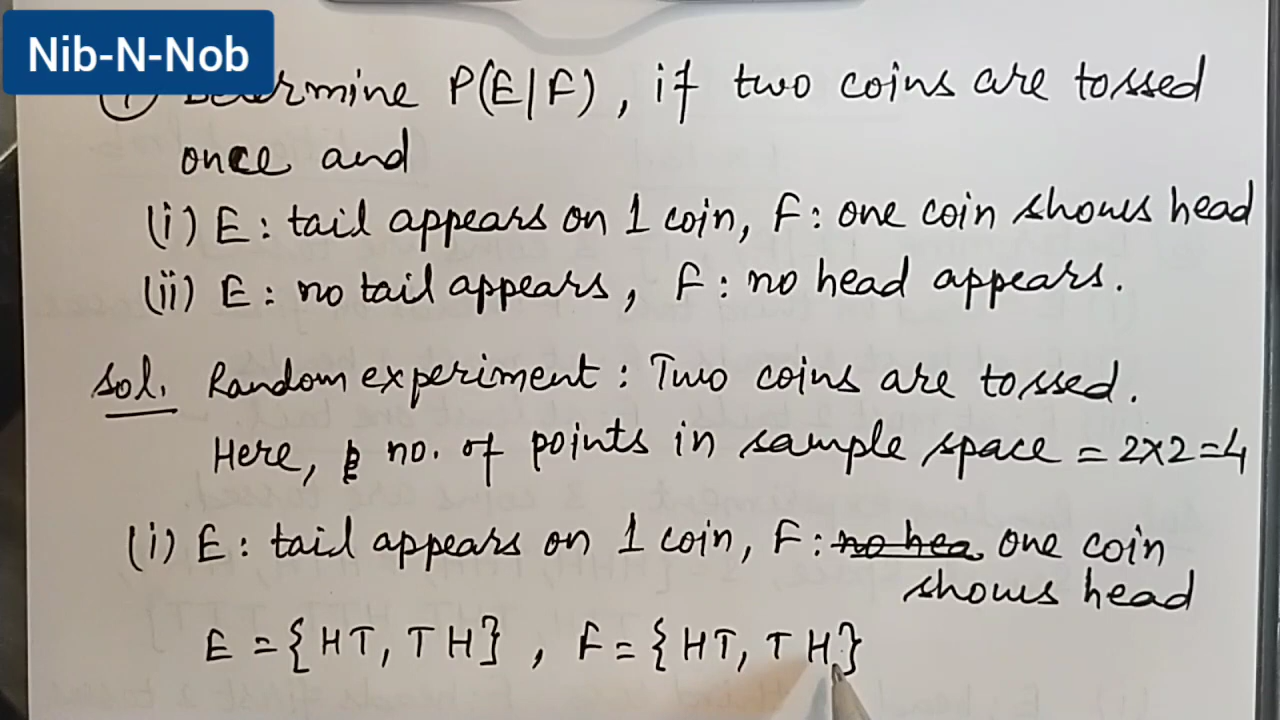 Nib-N-Nob
Determine P(E/F), if two coins are tossed
once and
(i) E: tail appears on 1 coin, F: one coin shows head
(ii) E: no tail appears, F: no head appears.
Sol. Random experiment: Two coins are tossed.
Here, no. of points in sample space = 2×2=4
(i) E: tail appears on 1 coin, F: no hea one coin
shows head
E = {HT, TH}, F = {HT, TH}